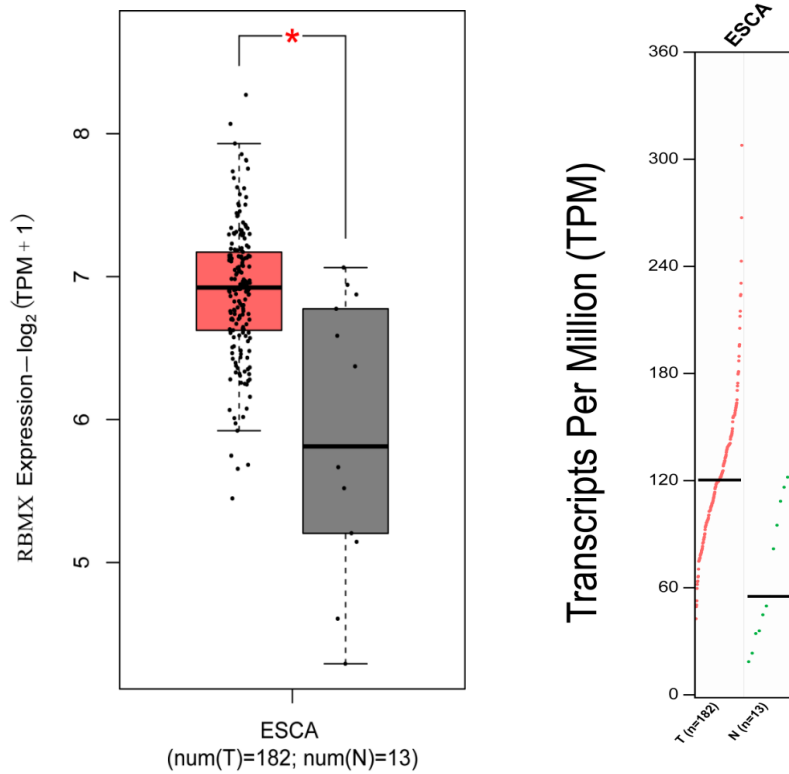 *
RBMX Expression—log₂(TPM + 1)
8
7
6
5
ESCA
(num(T)=182; num(N)=13)
ESCA
Transcripts Per Million (TPM)
360
300
240
180
120
60
0
T (n=182)
N (n=13)